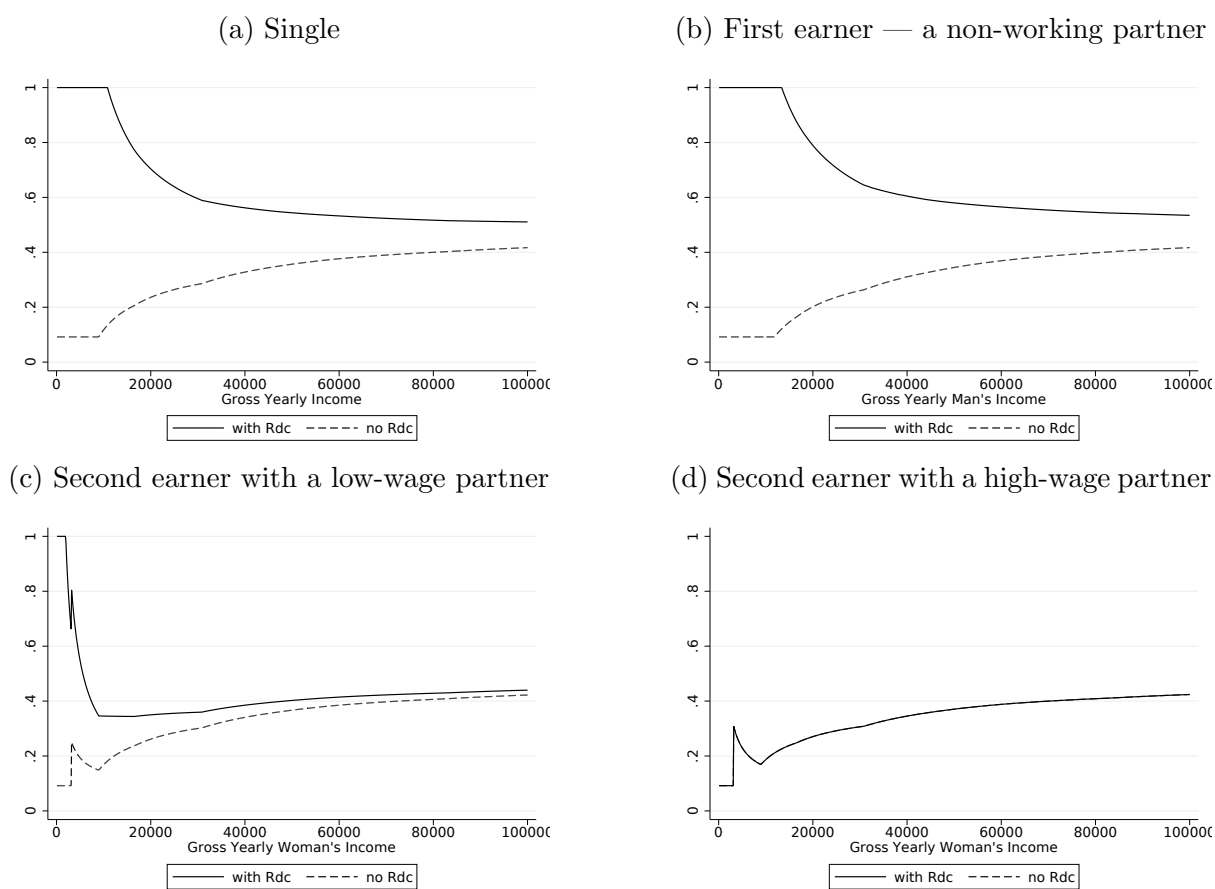 (a) Single
(b) First earner — a non-working partner
1
.8
.6
.4
.2
0
0 20000 40000 60000 80000 100000
Gross Yearly Income
with Rdc no Rdc
1
.8
.6
.4
.2
0
0 20000 40000 60000 80000 100000
Gross Yearly Man's Income
with Rdc no Rdc
(c) Second earner with a low-wage partner
(d) Second earner with a high-wage partner
1
.8
.6
.4
.2
0
0 20000 40000 60000 80000 100000
Gross Yearly Woman's Income
with Rdc no Rdc
1
.8
.6
.4
.2
0
0 20000 40000 60000 80000 100000
Gross Yearly Woman's Income
with Rdc no Rdc